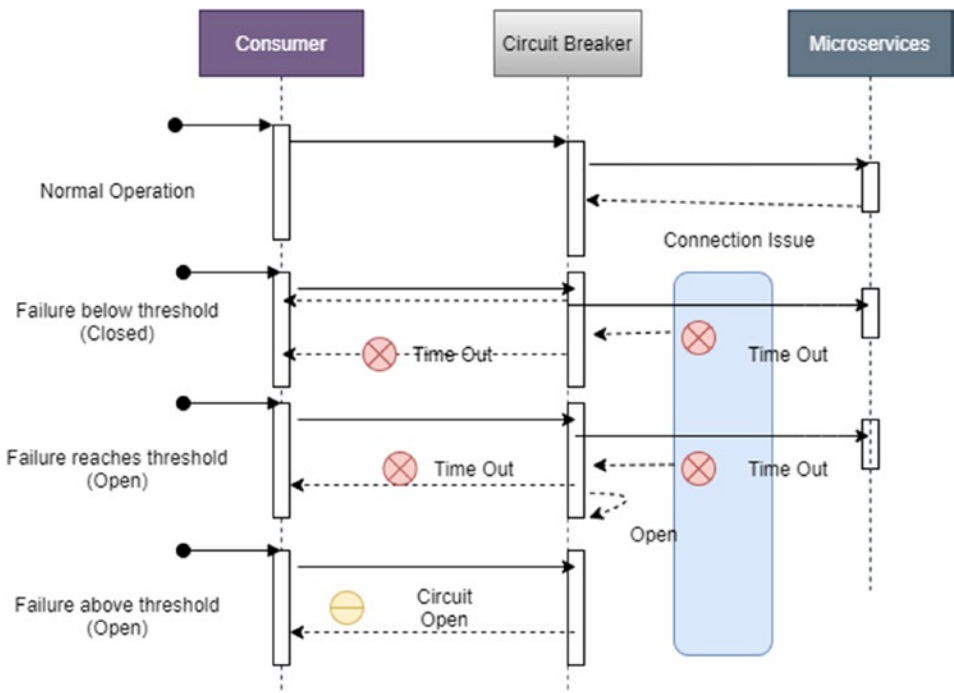 Consumer
Circuit Breaker
Microservices
Normal Operation
Connection Issue
Failure below threshold
(Closed)
Time Out
Time Out
Failure reaches threshold
(Open)
Time Out
Time Out
Open
Failure above threshold
(Open)
Circuit
Open